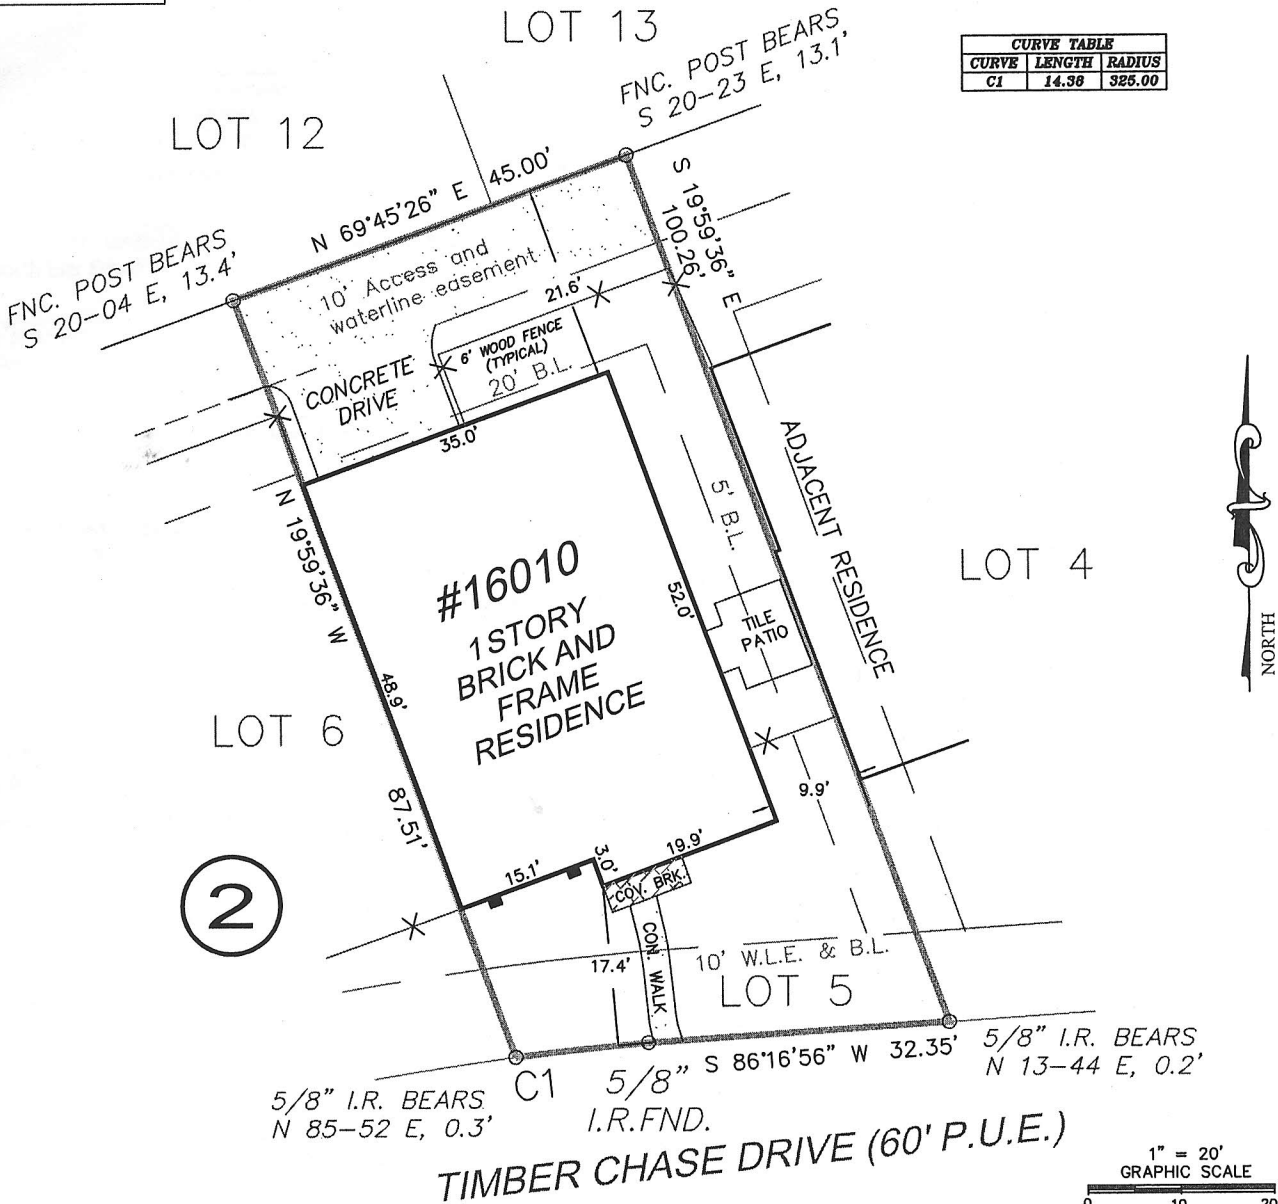 LOT 13
CURVE TABLE
CURVE LENGTH RADIUS
C1 14.38 325.00
FNC. POST BEARS,
S 20-23 E, 13.1'
LOT 12
N 69°45'26" E 45.00'
S 19°59'36" E
100.26'
FNC. POST BEARS,
S 20-04 E, 13.4'
10' Access and
waterline easement
21.6'
6' WOOD FENCE
(TYPICAL)
20' B.L.
CONCRETE
DRIVE
35.0'
ADJACENT RESIDENCE
5' B.L.
N 19°59'36" W
#16010
1 STORY
BRICK AND
FRAME
RESIDENCE
52.0'
TILE
PATIO
LOT 4
NORTH
48.9'
LOT 6
87.51'
9.9'
2
15.1'
3.0'
19.9'
COV. BRK.
CON. WALK
17.4'
10' W.L.E. & B.L.
LOT 5
S 86°16'56" W 32.35'
5/8" I.R. BEARS
N 13-44 E, 0.2'
C1
5/8"
I.R.FND.
5/8" I.R. BEARS
N 85-52 E, 0.3'
TIMBER CHASE DRIVE (60' P.U.E.)
1" = 20'
GRAPHIC SCALE
0 10 20